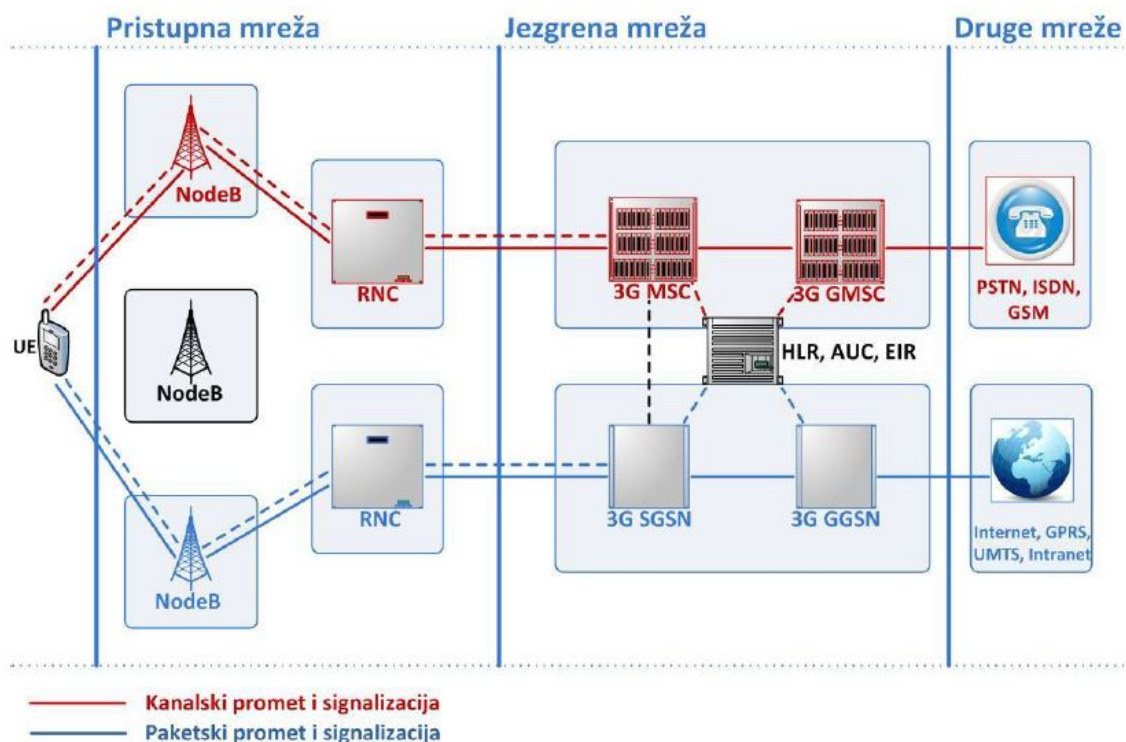 Pristupna mreža
Jezgrena mreža
Druge mreže
NodeB
RNC
3G MSC
3G GMSC
PSTN, ISDN,
GSM
UE
NodeB
HLR, AUC, EIR
NodeB
RNC
3G SGSN
3G GGSN
Internet, GPRS,
UMTS, Intranet
Kanalski promet i signalizacija
Paketski promet i signalizacija